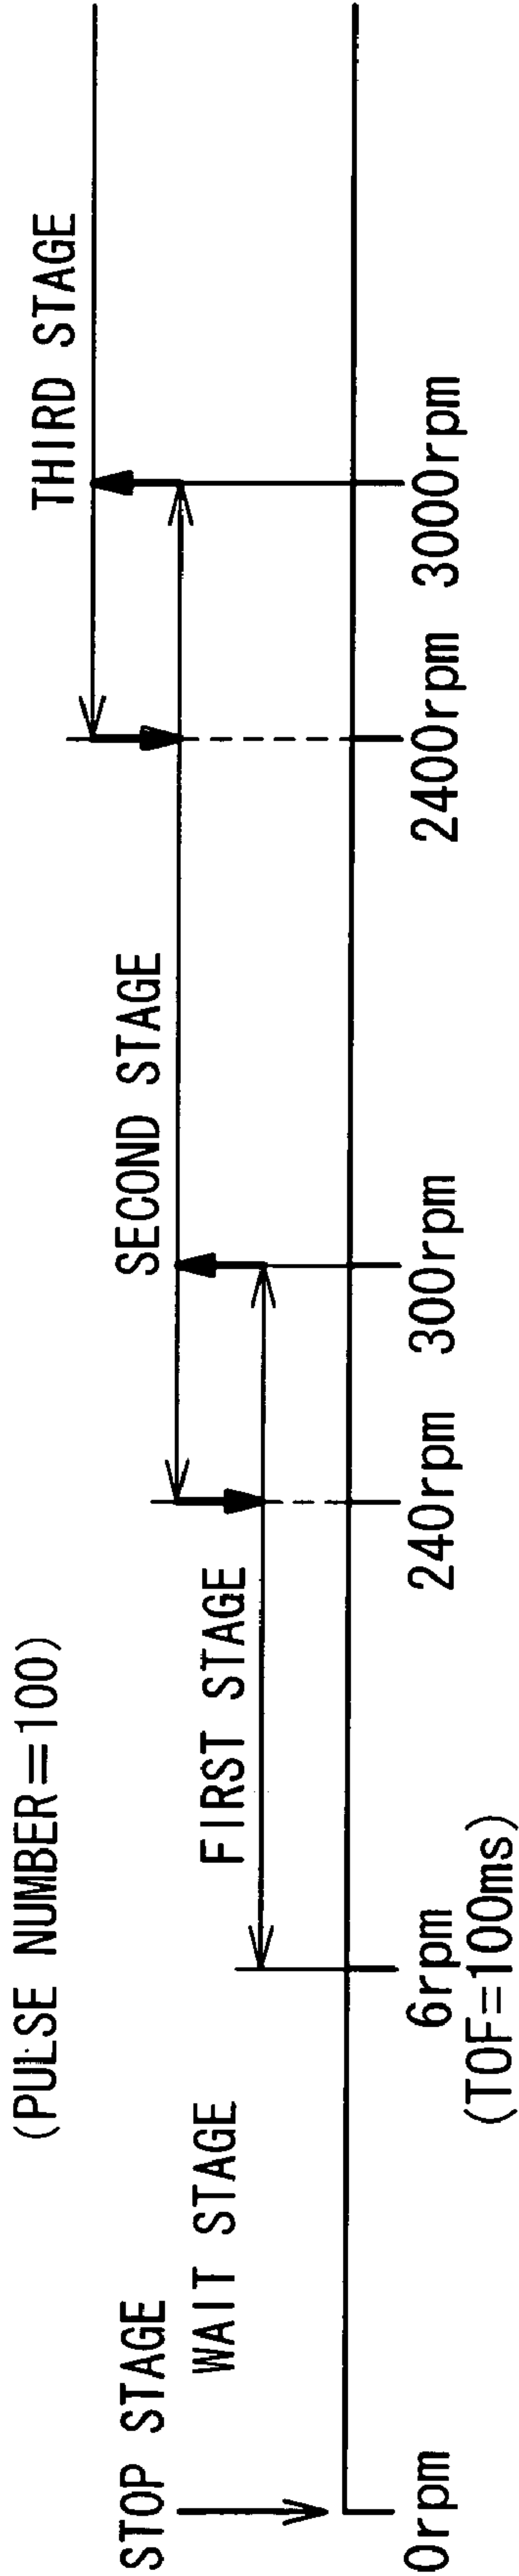 (PULSE NUMBER=100)
THIRD STAGE
SECOND STAGE
STOP STAGE
FIRST STAGE
WAIT STAGE
0rpm
6rpm
(TOF=100ms)
240rpm
300rpm
2400rpm
3000rpm